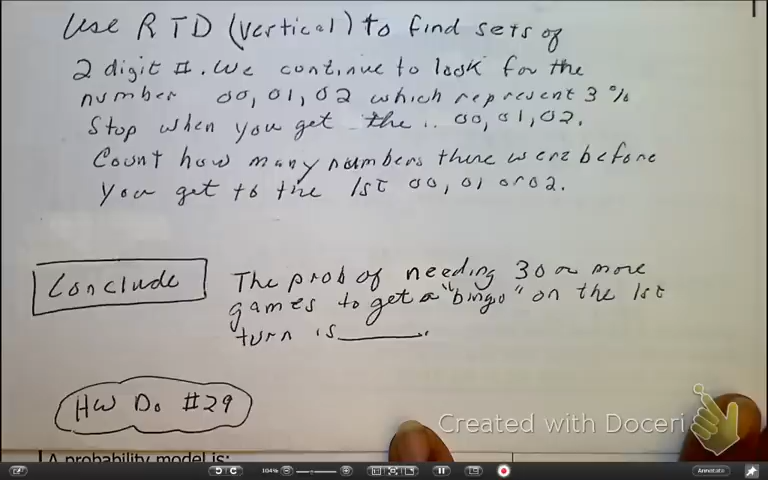 Use RTD (vertical) to find sets of
2 digit #. We continue to look for the
number 00, 01, 02 which represent 3%
Stop when you get the .. 00, 01, 02.
Count how many numbers there were before
you get to the 1st 00, 01 or 02.
Conclude The prob of needing 30 or more
games to get a "bingo" on the 1st
turn is______.
HW Do #29
Created with Doceri
A probability model is:
104%
Annotate